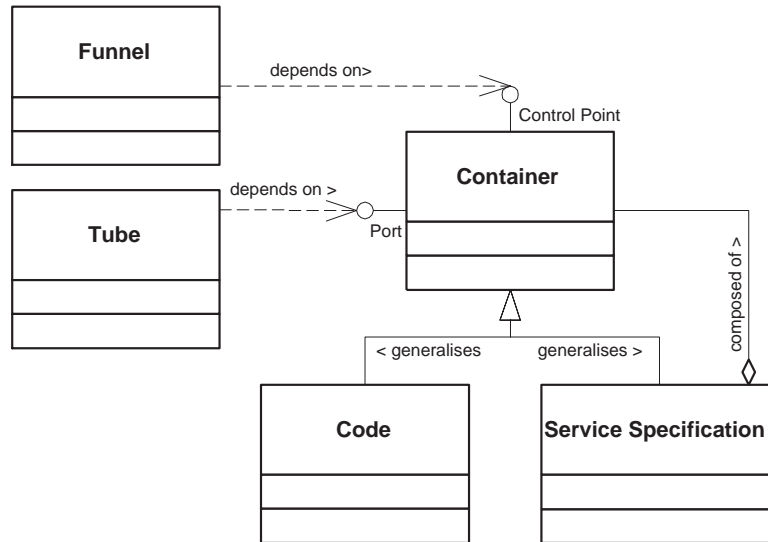 Funnel
depends on>
Control Point
Container
depends on >
Port
Tube
composed of >
< generalises
generalises >
Code
Service Specification